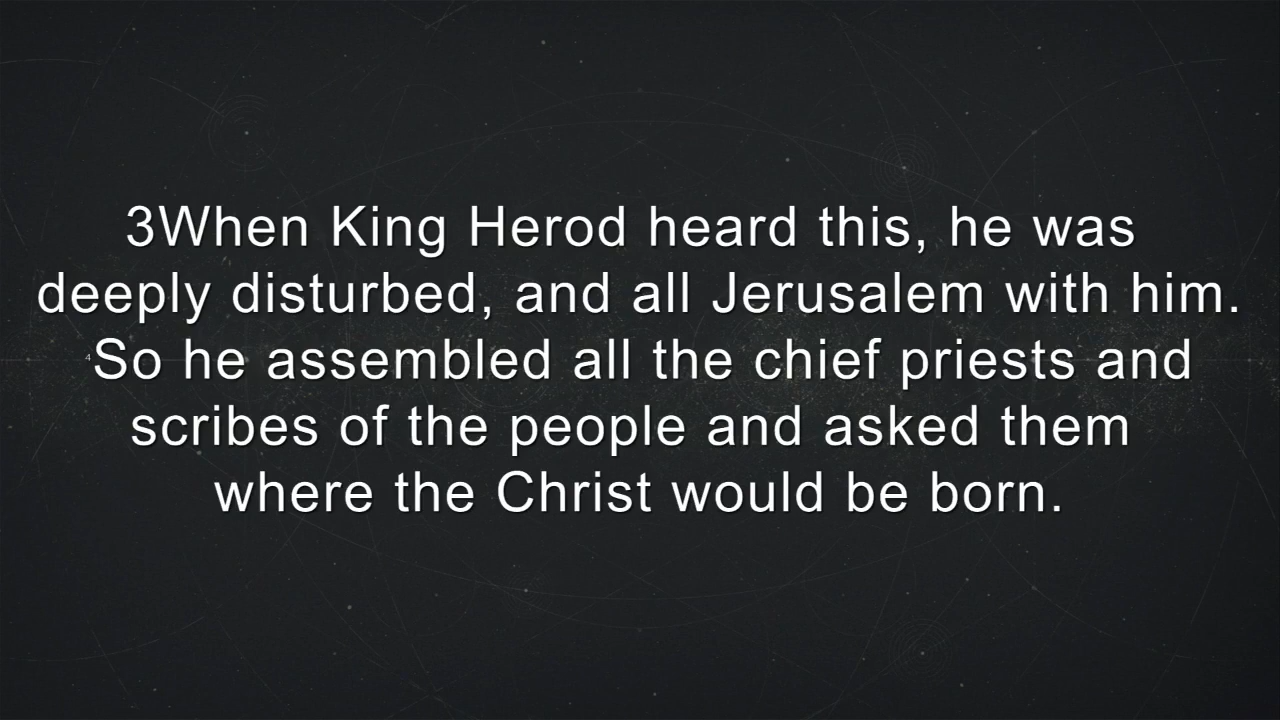 3When King Herod heard this, he was
deeply disturbed, and all Jerusalem with him.
4So he assembled all the chief priests and
scribes of the people and asked them
where the Christ would be born.